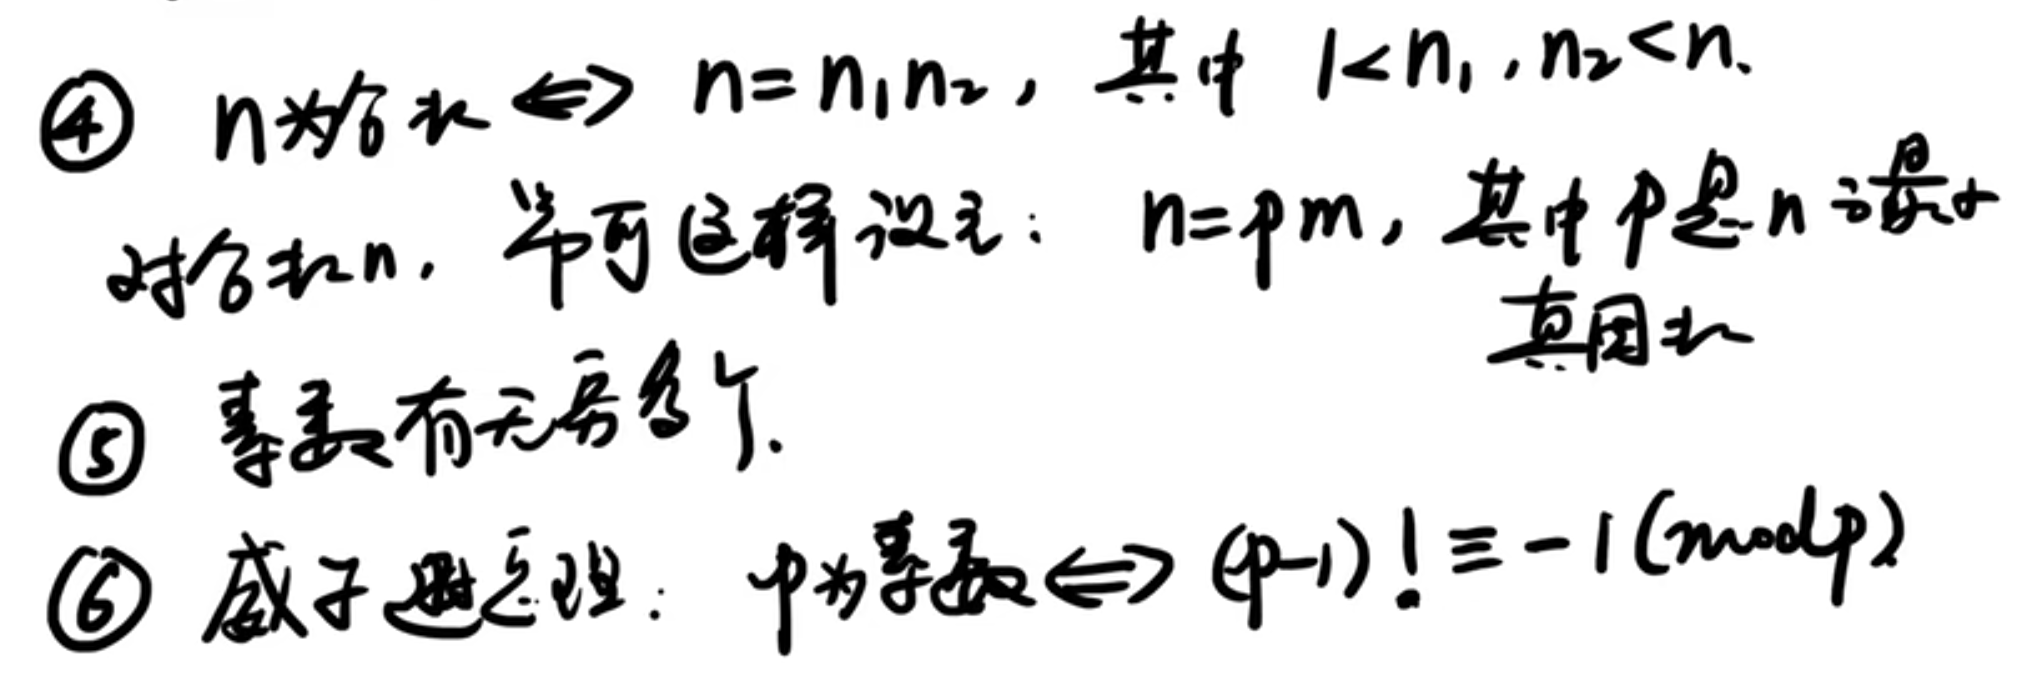 ④ n为合数 ⟺ n=n₁n₂, 其中 1<n₁,n₂<n.
对合数n, 常可这样设之: n=pm, 其中p是n的最小
真因数
⑤ 素数有无穷多个.
⑥ 威尔逊定理: p为素数 ⟺ (p-1)! ≡ -1 (mod p)